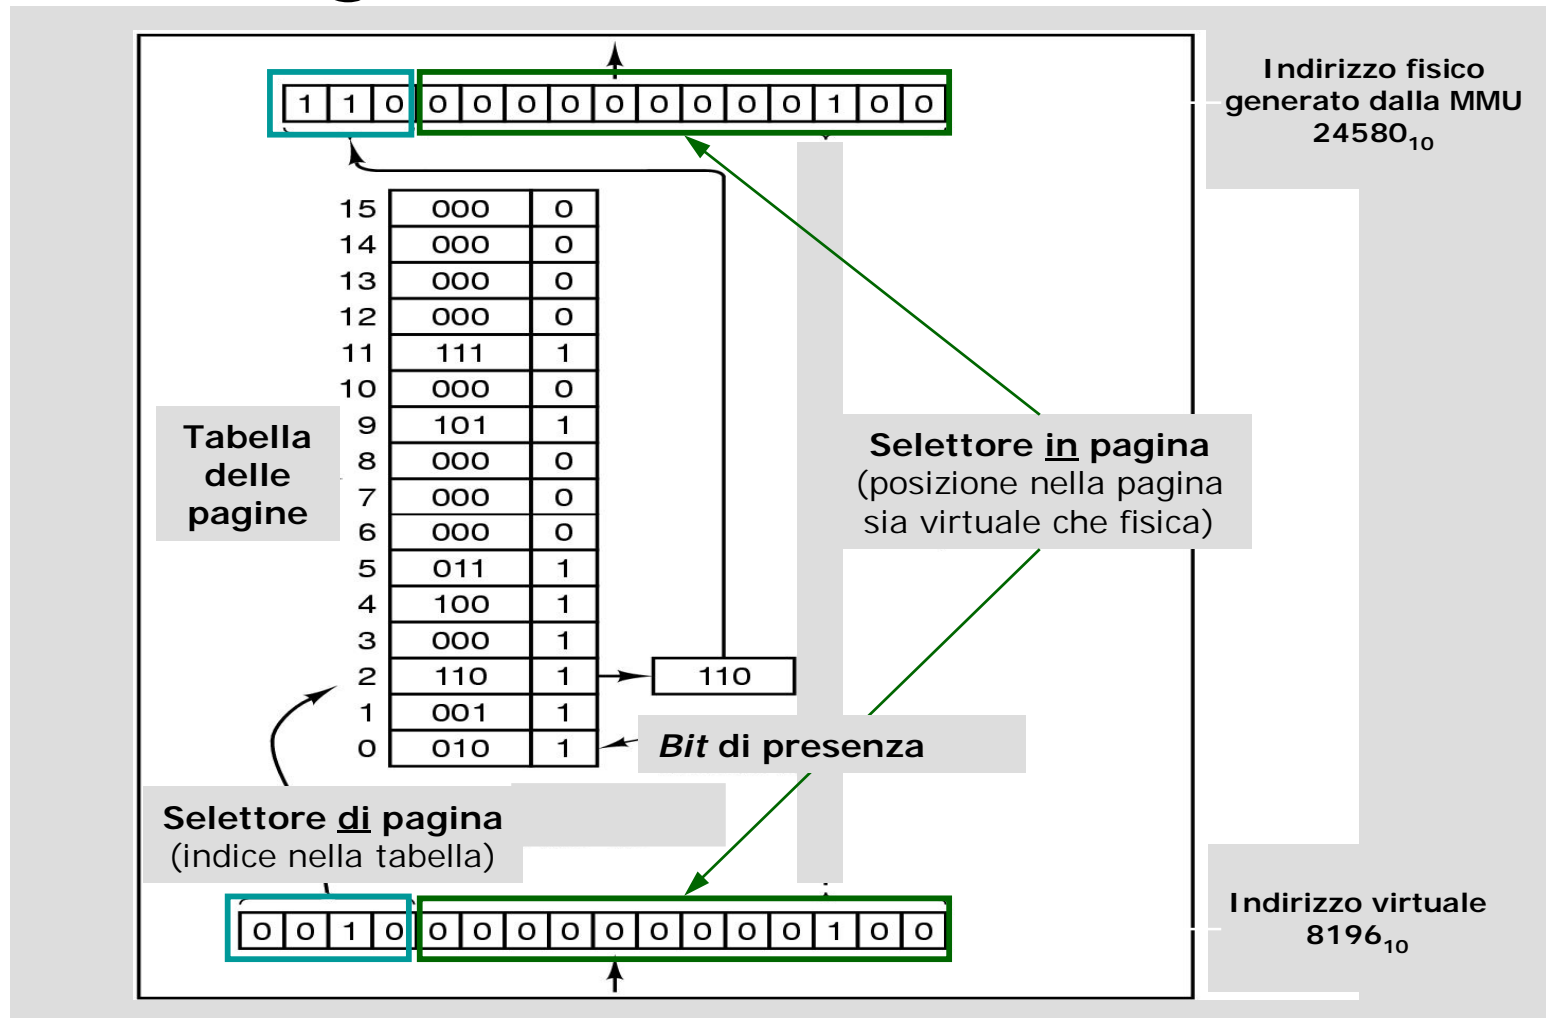 Indirizzo fisico
generato dalla MMU
24580₁₀
1 1 0 0 0 0 0 0 0 0 0 0 1 0 0
15 000 0
14 000 0
13 000 0
12 000 0
11 111 1
10 000 0
9 101 1
8 000 0
7 000 0
6 000 0
5 011 1
4 100 1
3 000 1
2 110 1 110
1 001 1
0 010 1
Tabella
delle
pagine
Selettore in pagina
(posizione nella pagina
sia virtuale che fisica)
Bit di presenza
Selettore di pagina
(indice nella tabella)
0 0 1 0 0 0 0 0 0 0 0 0 0 1 0 0
Indirizzo virtuale
8196₁₀